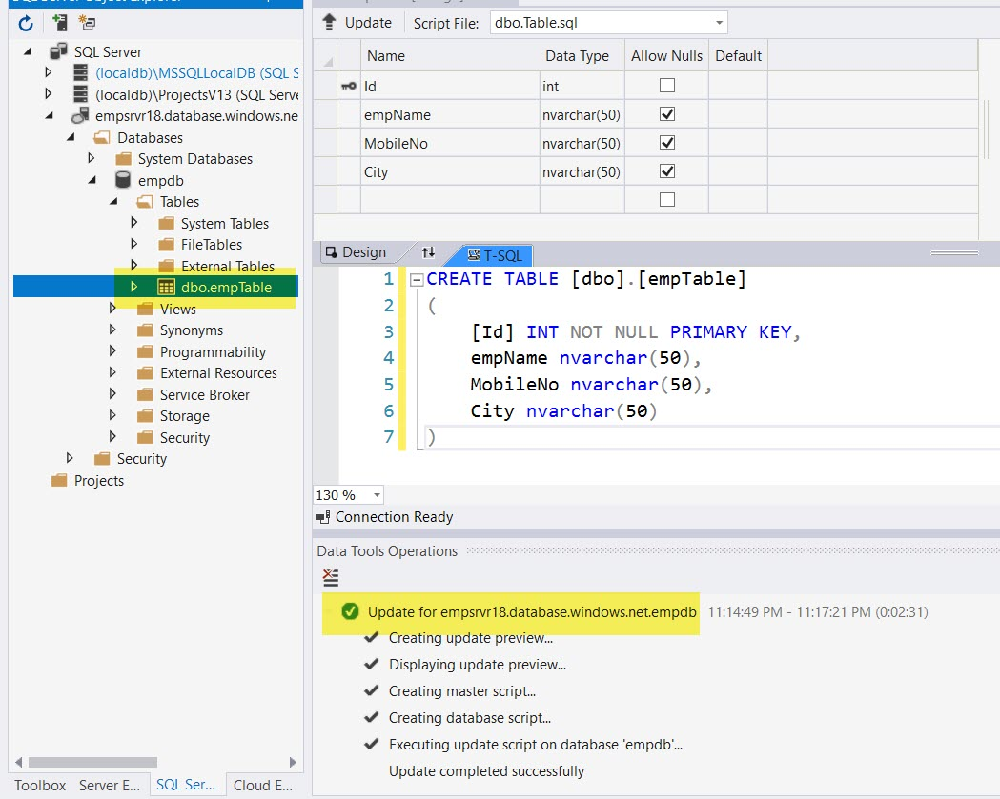 Update
Script File:
dbo.Table.sql
SQL Server
(localdb)\MSSQLLocalDB (SQL S
(localdb)\ProjectsV13 (SQL Serve
empsrvr18.database.windows.ne
Databases
System Databases
empdb
Tables
System Tables
FileTables
External Tables
dbo.empTable
Views
Synonyms
Programmability
External Resources
Service Broker
Storage
Security
Security
Projects
Toolbox
Server E...
SQL Ser...
Cloud E...
Name Data Type Allow Nulls Default
Id int
empName nvarchar(50)
MobileNo nvarchar(50)
City nvarchar(50)
Design
T-SQL
1 CREATE TABLE [dbo].[empTable]
2 (
3 [Id] INT NOT NULL PRIMARY KEY,
4 empName nvarchar(50),
5 MobileNo nvarchar(50),
6 City nvarchar(50)
7 )
130 %
Connection Ready
Data Tools Operations
Update for empsrvr18.database.windows.net.empdb 11:14:49 PM - 11:17:21 PM (0:02:31)
Creating update preview...
Displaying update preview...
Creating master script...
Creating database script...
Executing update script on database 'empdb'...
Update completed successfully